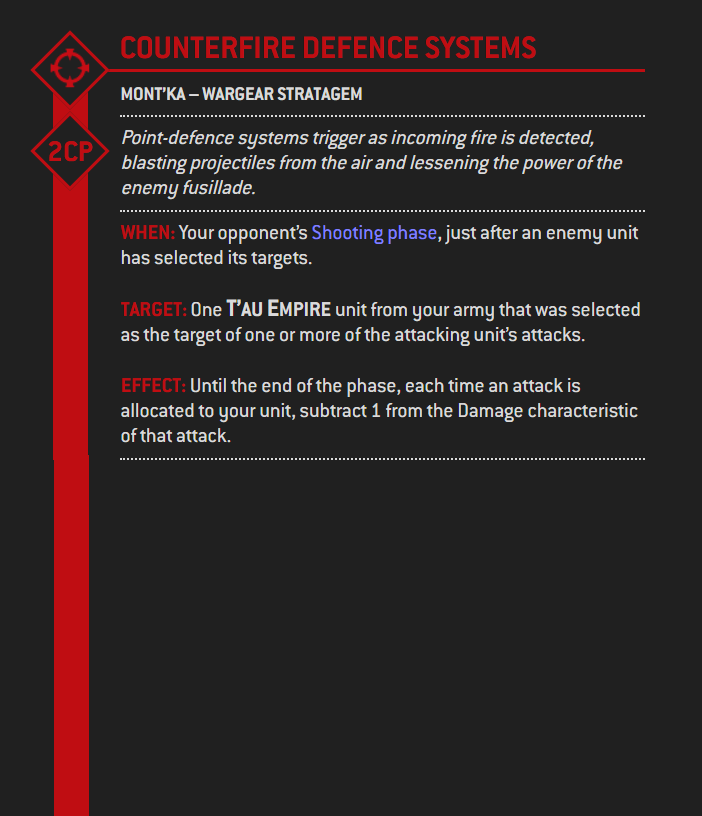 COUNTERFIRE DEFENCE SYSTEMS
MONT’KA – WARGEAR STRATAGEM
2CP
Point-defence systems trigger as incoming fire is detected,
blasting projectiles from the air and lessening the power of the
enemy fusillade.
WHEN: Your opponent’s Shooting phase, just after an enemy unit
has selected its targets.
TARGET: One T’AU EMPIRE unit from your army that was selected
as the target of one or more of the attacking unit’s attacks.
EFFECT: Until the end of the phase, each time an attack is
allocated to your unit, subtract 1 from the Damage characteristic
of that attack.